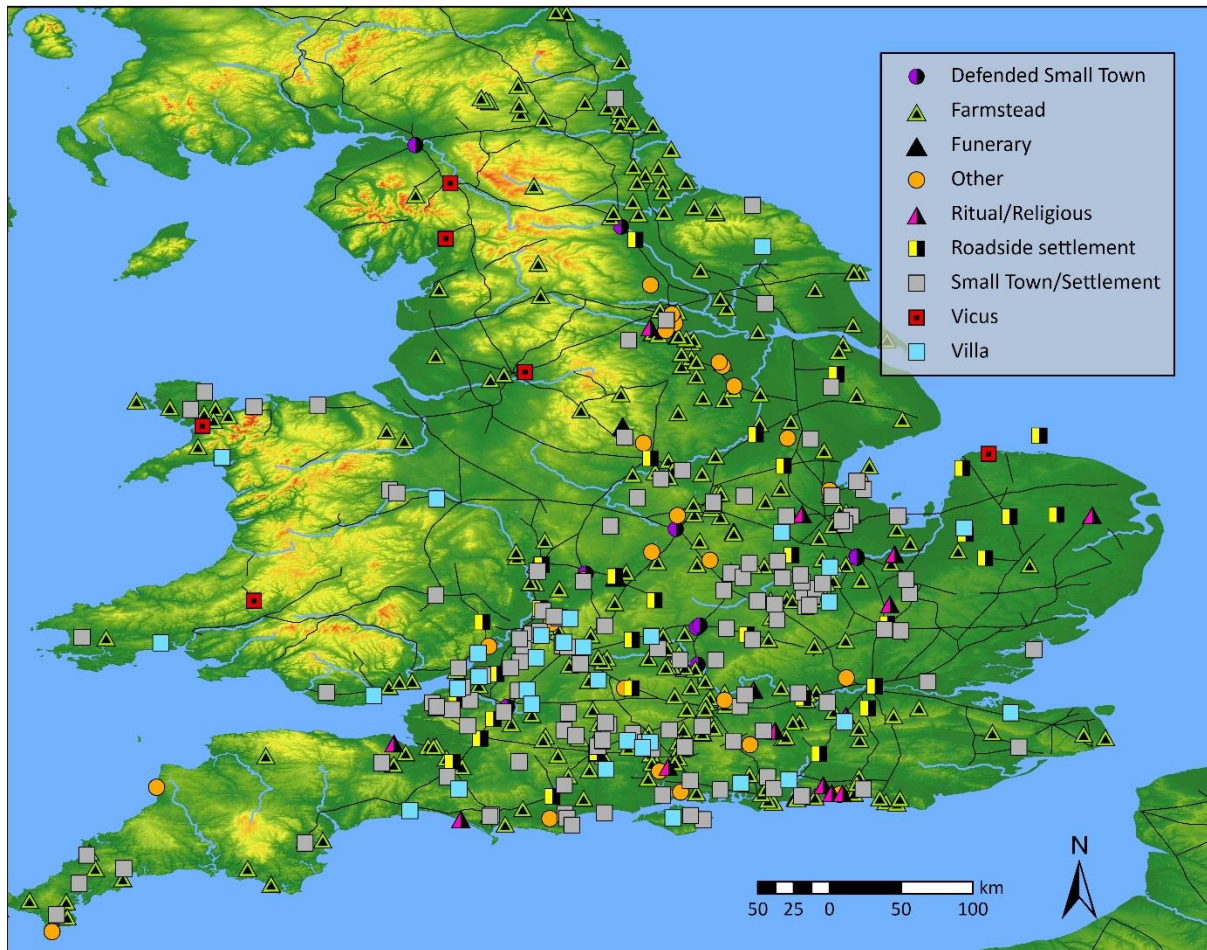 Defended Small Town
Farmstead
Funerary
Other
Ritual/Religious
Roadside settlement
Small Town/Settlement
Vicus
Villa
N
km
50 25 0 50 100